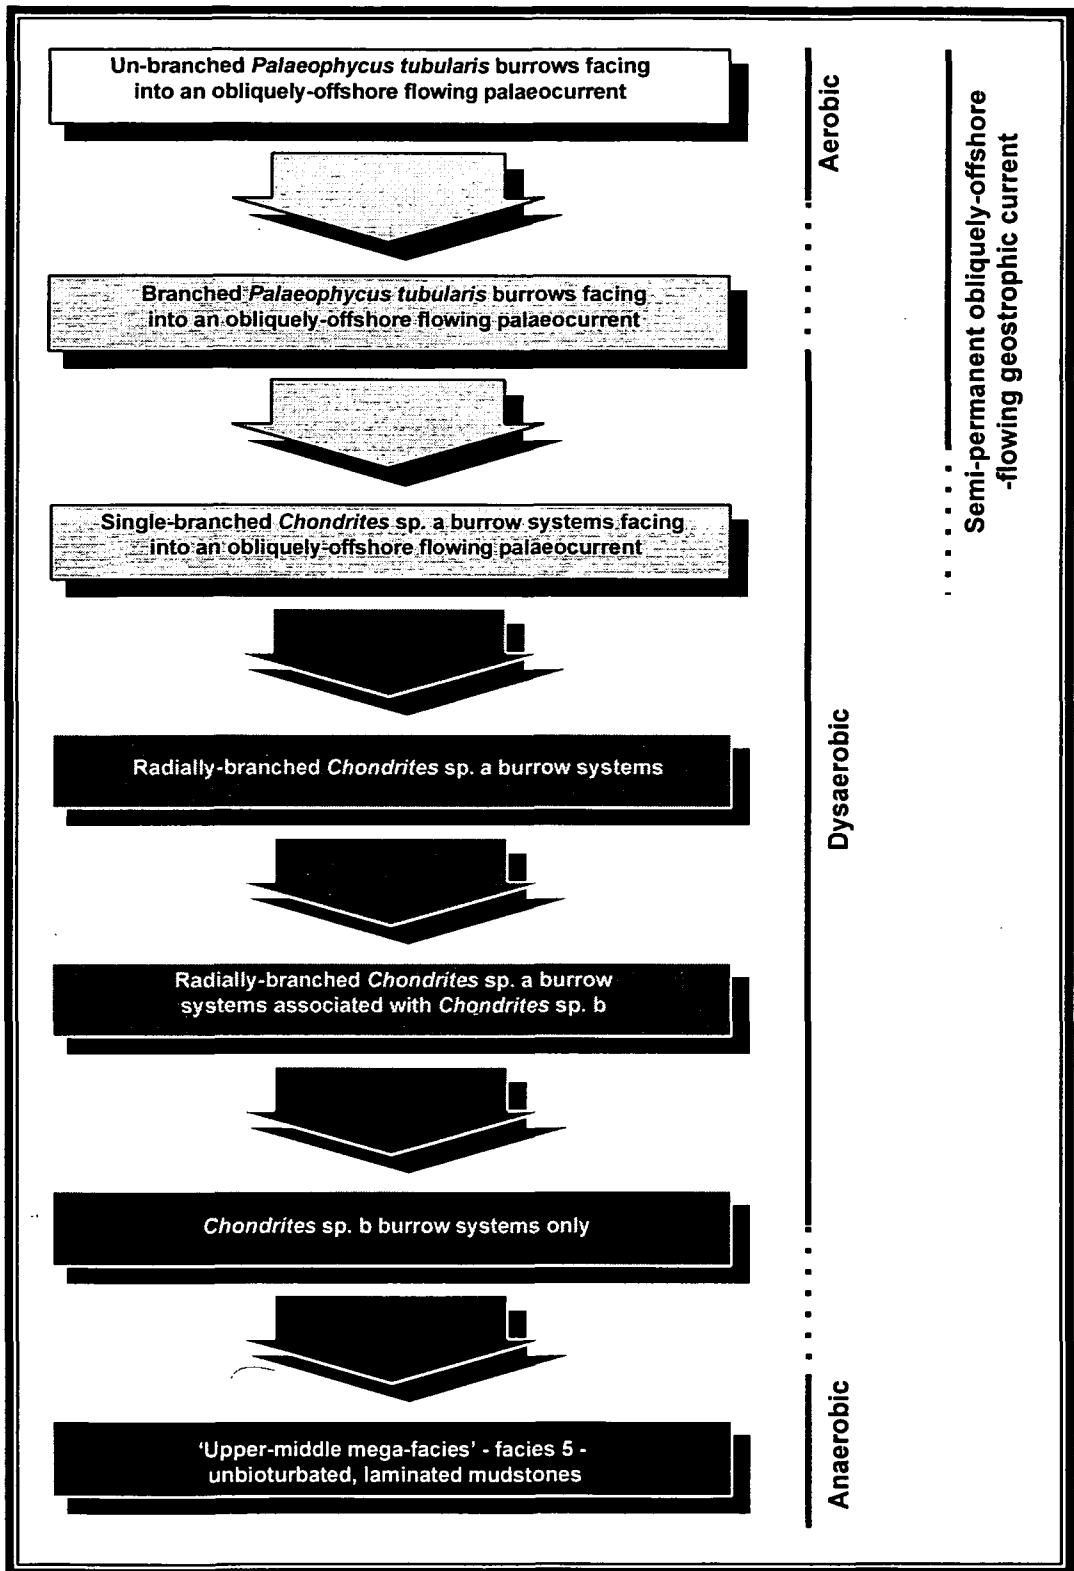 Un-branched Palaeophycus tubularis burrows facing
into an obliquely-offshore flowing palaeocurrent
Branched Palaeophycus tubularis burrows facing
into an obliquely-offshore flowing palaeocurrent
Single-branched Chondrites sp. a burrow systems facing
into an obliquely-offshore flowing palaeocurrent
Radially-branched Chondrites sp. a burrow systems
Radially-branched Chondrites sp. a burrow
systems associated with Chondrites sp. b
Chondrites sp. b burrow systems only
'Upper-middle mega-facies' - facies 5 -
unbioturbated, laminated mudstones
Aerobic
Dysaerobic
Anaerobic
Semi-permanent obliquely-offshore
-flowing geostrophic current